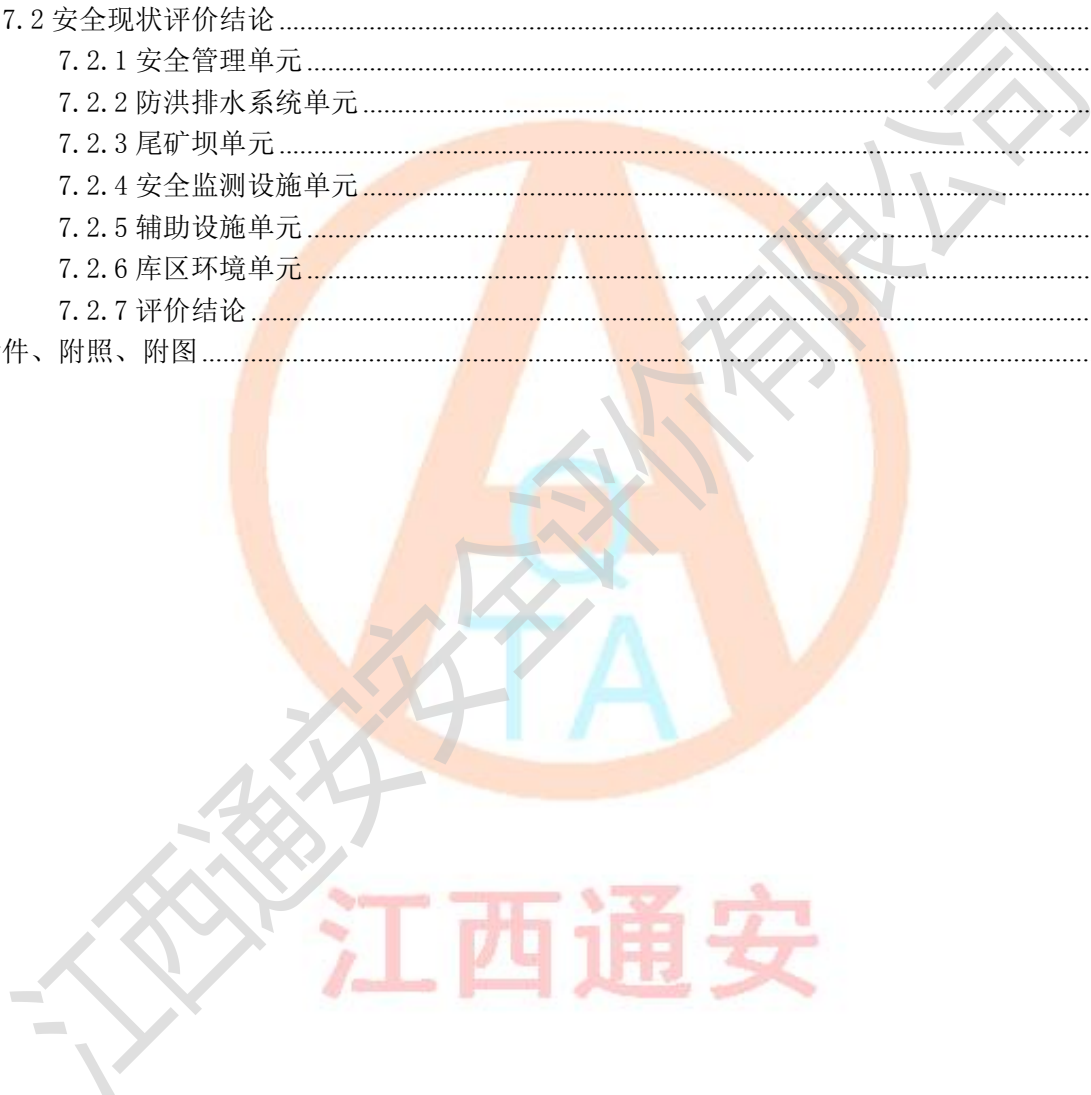 7.2 安全现状评价结论
7.2.1 安全管理单元
7.2.2 防洪排水系统单元
7.2.3 尾矿坝单元
7.2.4 安全监测设施单元
7.2.5 辅助设施单元
7.2.6 库区环境单元
7.2.7 评价结论
件、附照、附图
Q
TA
江西通安
江西通安安全评价有限公司